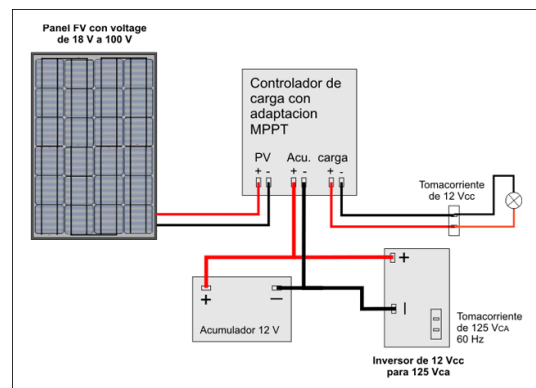 Panel FV con voltage
de 18 V a 100 V
Controlador de
carga con
adaptacion
MPPT
PV Acu. carga
+ - + - + -
Tomacorriente
de 12 Vcc
+ −
Acumulador 12 V
+
−
Tomacorriente
de 125 VCA
60 Hz
Inversor de 12 Vcc
para 125 Vca